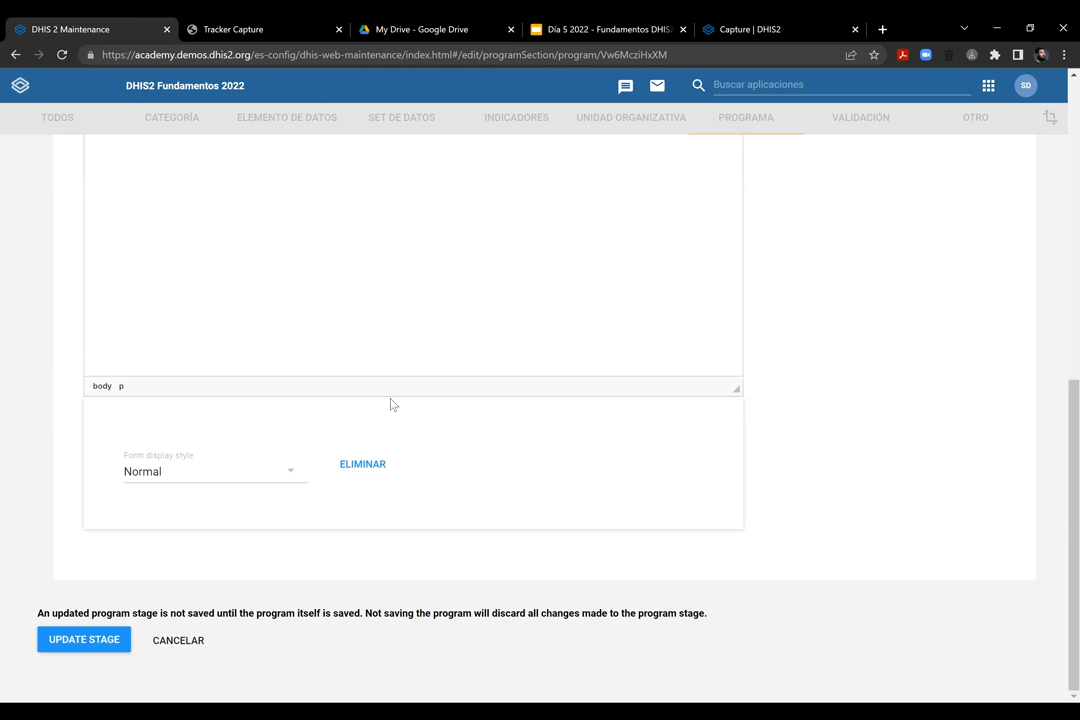 DHIS 2 Maintenance
Tracker Capture
My Drive - Google Drive
Día 5 2022 - Fundamentos DHIS2
Capture | DHIS2
https://academy.demos.dhis2.org/es-config/dhis-web-maintenance/index.html#/edit/programSection/program/Vw6McziHxXM
DHIS2 Fundamentos 2022
Buscar aplicaciones
SD
TODOS
CATEGORÍA
ELEMENTO DE DATOS
SET DE DATOS
INDICADORES
UNIDAD ORGANIZATIVA
PROGRAMA
VALIDACIÓN
OTRO
body p
Form display style
Normal
ELIMINAR
An updated program stage is not saved until the program itself is saved. Not saving the program will discard all changes made to the program stage.
UPDATE STAGE
CANCELAR